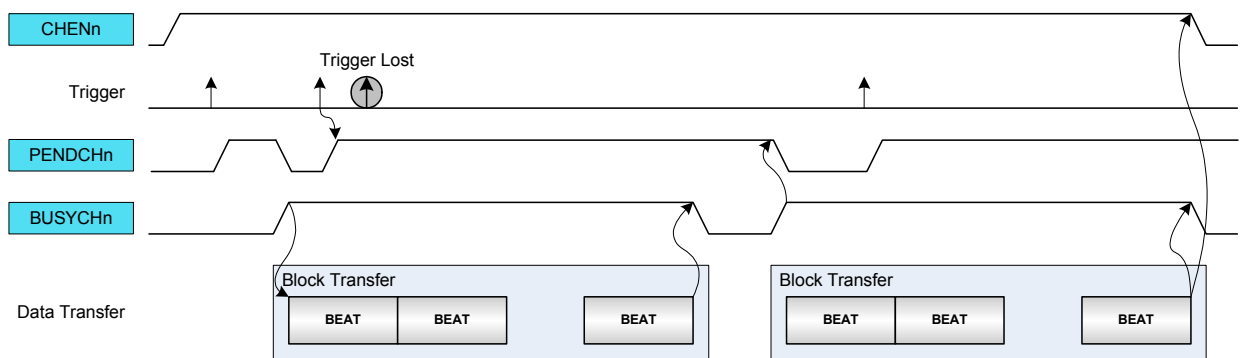 CHENn
Trigger Lost
Trigger
PENDCHn
BUSYCHn
Block Transfer
Block Transfer
Data Transfer
BEAT
BEAT
BEAT
BEAT
BEAT
BEAT